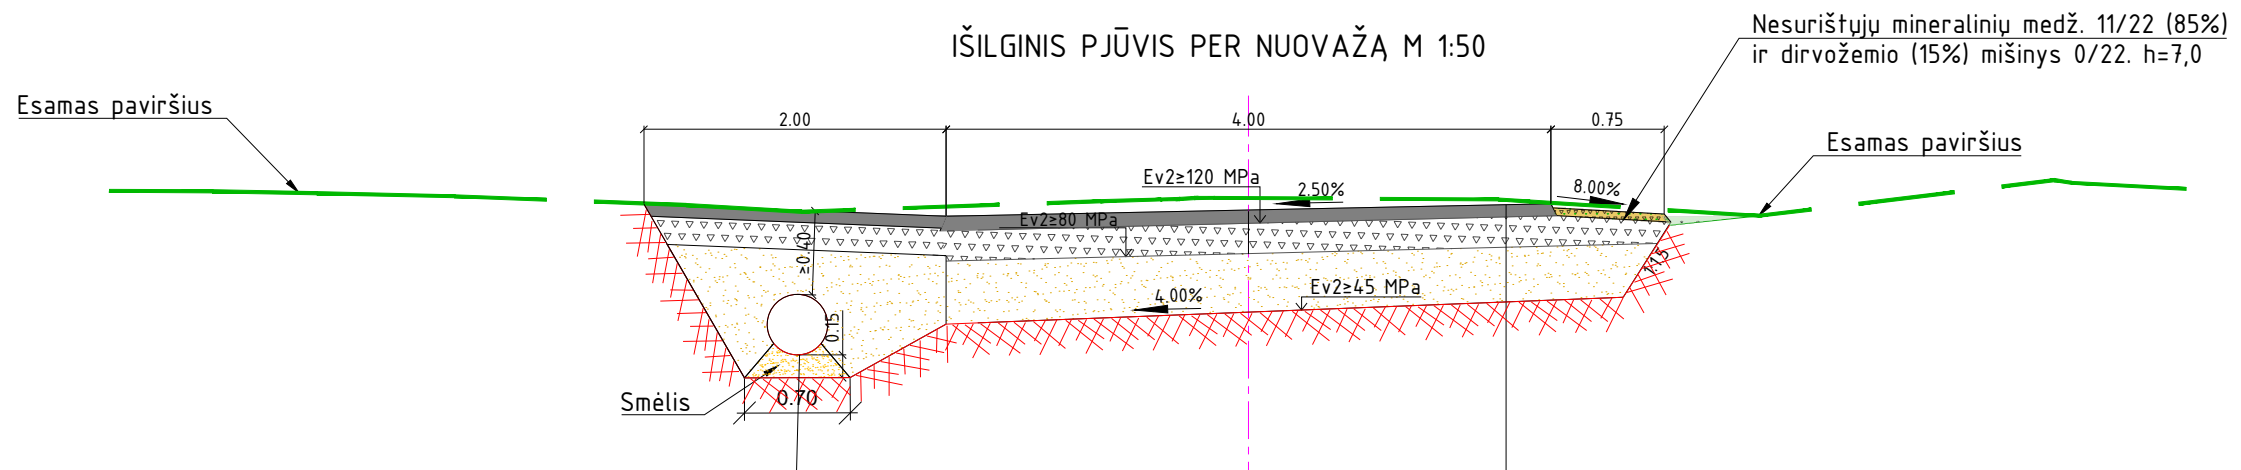 IŠILGINIS PJŪVIS PER NUOVAŽĄ M 1:50
Nesurištųjų mineralinių medž. 11/22 (85%)
ir dirvožemio (15%) mišinys 0/22. h=7,0
Esamas paviršius
2.00
4.00
0.75
Esamas paviršius
Ev2≥120 MPa
2.50%
8.00%
Ev2≥80 MPa
≥0.40
1:1.5
4.00%
Ev2≥45 MPa
0.15
Smėlis
0.70